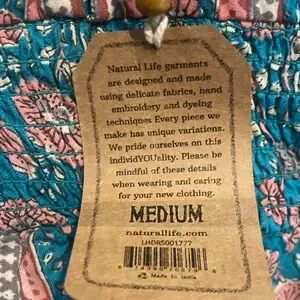 Natural Life garments
are designed and made
using delicate fabrics, hand
embroidery and dyeing
techniques Every piece we
make has unique variations.
We pride ourselves on this
individYOUality. Please be
mindful of these details
when wearing and caring
for your new clothing.
MEDIUM
naturallife.com
LHDRS001777
Made in India